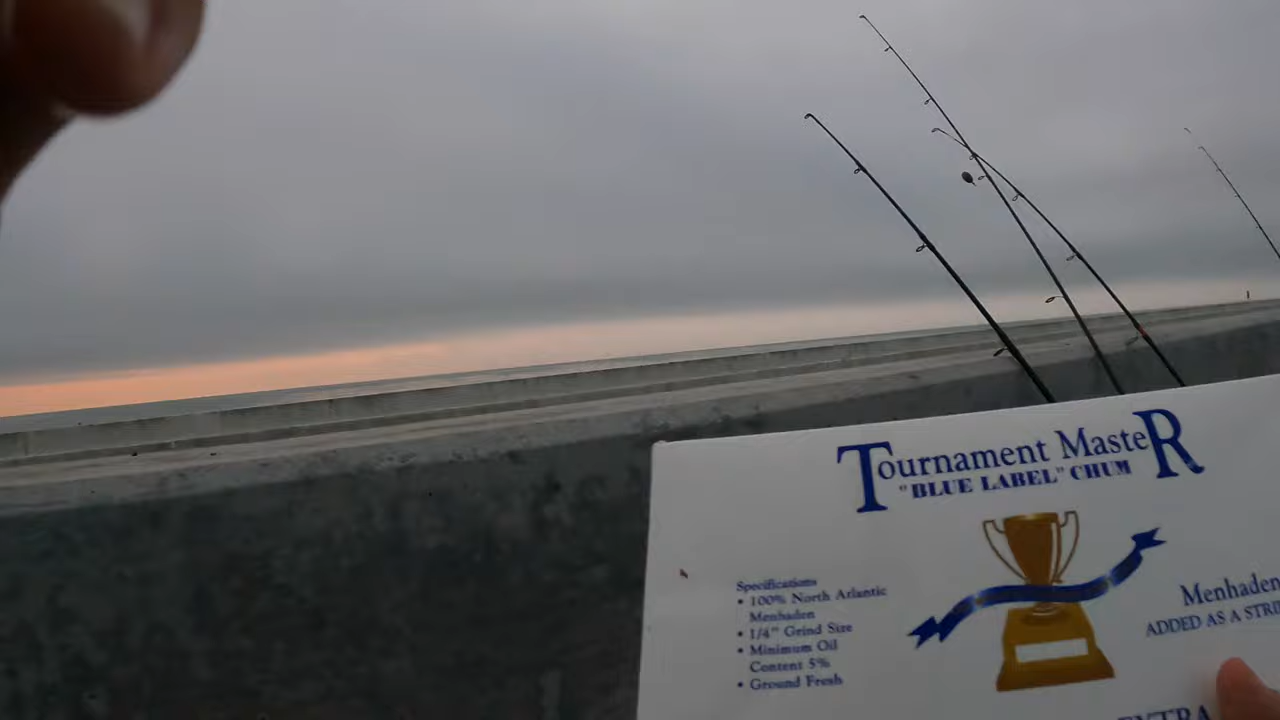 Tournament MasteR
"BLUE LABEL" CHUM
Specifications
• 100% North Atlantic
Menhaden
• 1/4" Grind Size
• Minimum Oil
Content 5%
• Ground Fresh
Menhaden
ADDED AS A
EXTRA